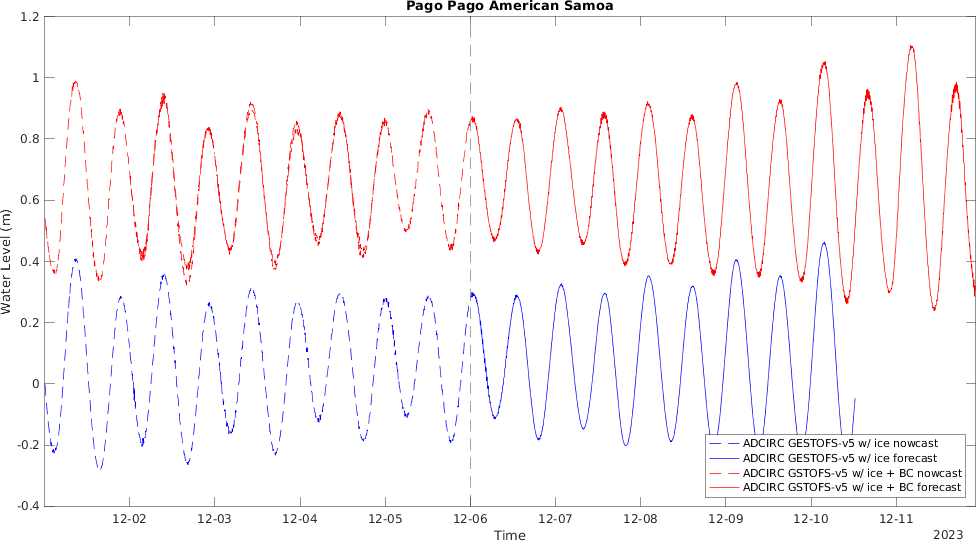 Pago Pago American Samoa
1.2
1
0.8
0.6
0.4
0.2
0
-0.2
-0.4
Water Level (m)
12-02 12-03 12-04 12-05 12-06 12-07 12-08 12-09 12-10 12-11
Time
2023
ADCIRC GESTOFS-v5 w/ ice nowcast
ADCIRC GESTOFS-v5 w/ ice forecast
ADCIRC GSTOFS-v5 w/ ice + BC nowcast
ADCIRC GSTOFS-v5 w/ ice + BC forecast